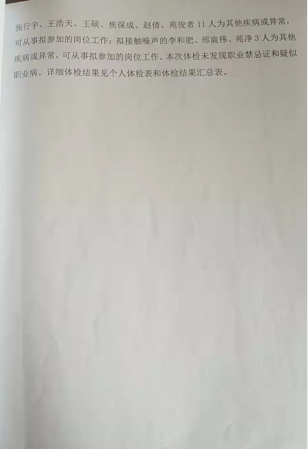 张行宇、王浩天、王硕、焦保成、赵倩、苑俊者 11 人为其他疾病或异常，
可从事拟参加的岗位工作；拟接触噪声的李和肥、邢宸伟、苑净 3 人为其他
疾病或异常，可从事拟参加的岗位工作。本次体检未发现职业禁忌证和疑似
职业病。详细体检结果见个人体检表和体检结果汇总表。